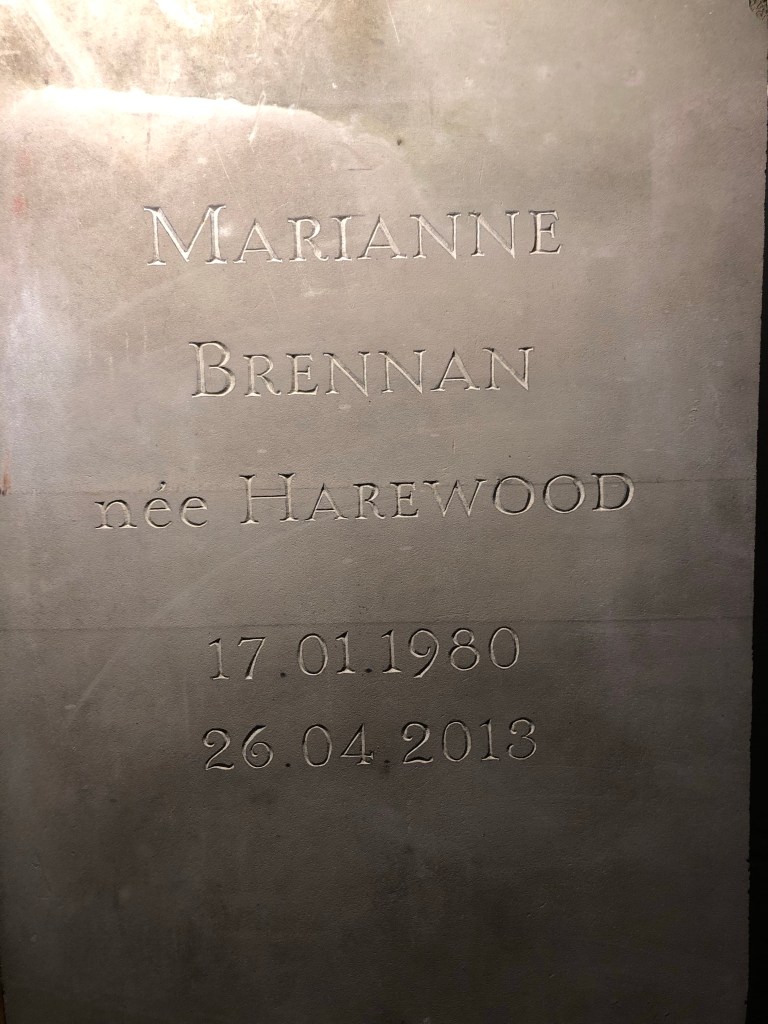 MARIANNE
BRENNAN
née HAREWOOD
17.01.1980
26.04.2013